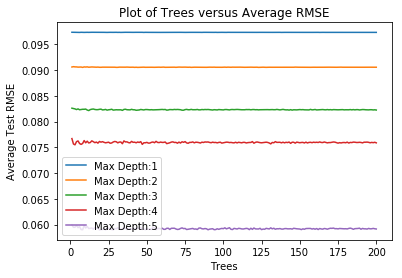 Plot of Trees versus Average RMSE
Average Test RMSE
0.095
0.090
0.085
0.080
0.075
0.070
0.065
0.060
Max Depth:1
Max Depth:2
Max Depth:3
Max Depth:4
Max Depth:5
0 25 50 75 100 125 150 175 200
Trees